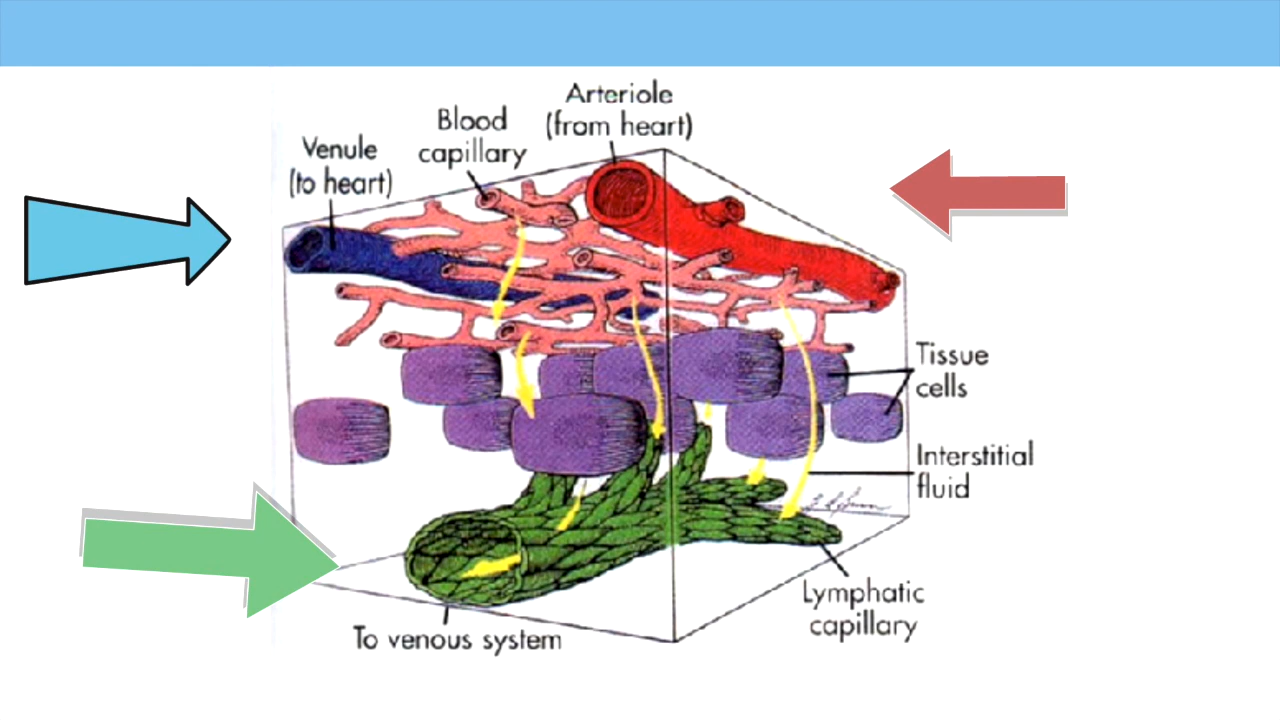 Arteriole
(from heart)
Blood
capillary
Venule
(to heart)
Tissue
cells
Interstitial
fluid
Lymphatic
capillary
To venous system